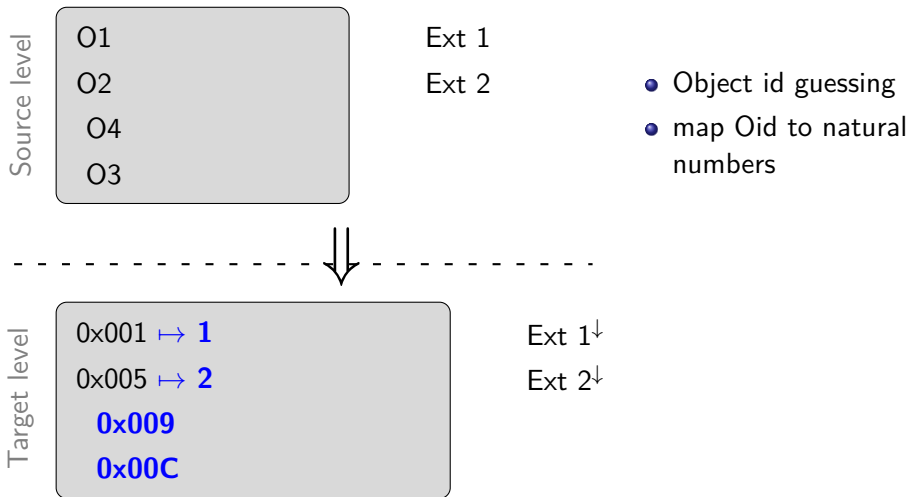 Source level
O1
O2
O4
O3
Ext 1
Ext 2
• Object id guessing
• map Oid to natural
numbers
Target level
0x001 ↦ 1
0x005 ↦ 2
0x009
0x00C
Ext 1↓
Ext 2↓